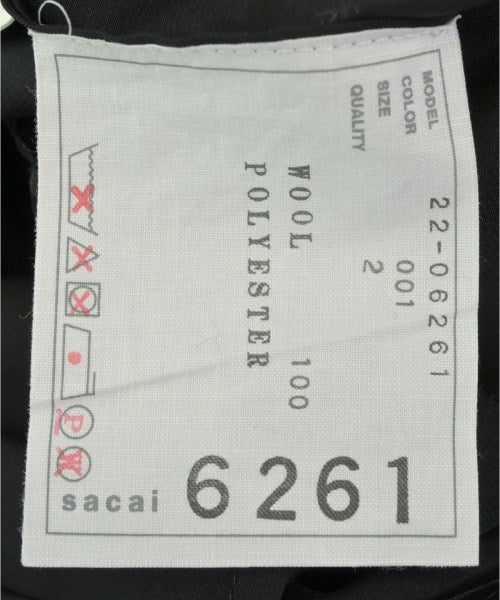 MODEL 22-06261
COLOR 001
SIZE 2
QUALITY
WOOL 100
POLYESTER
P
W
sacai
6261